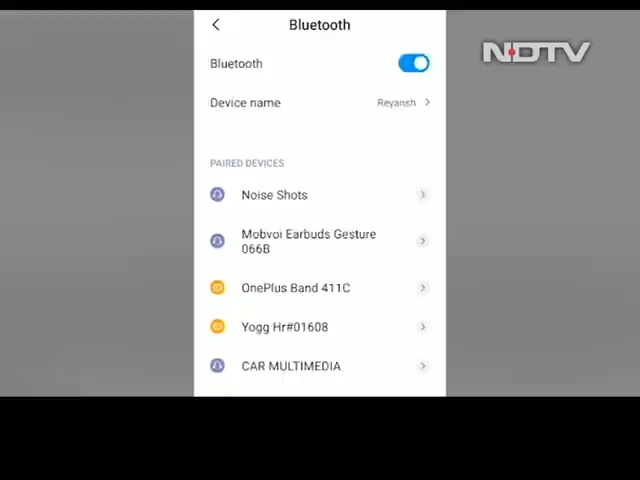 Bluetooth
NDTV
Bluetooth
Device name
Reyansh
PAIRED DEVICES
Noise Shots
Mobvoi Earbuds Gesture
066B
OnePlus Band 411C
Yogg Hr#01608
CAR MULTIMEDIA